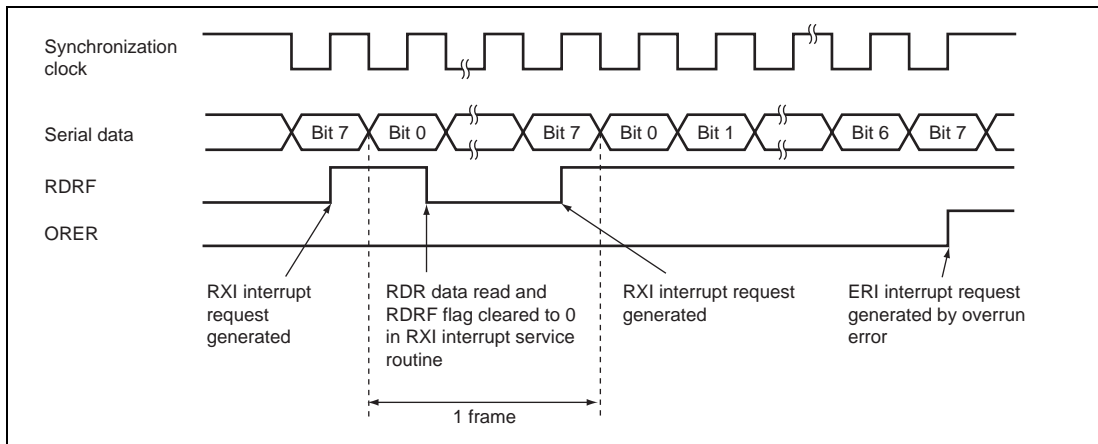 Synchronization
clock
Serial data
Bit 7
Bit 0
Bit 7
Bit 0
Bit 1
Bit 6
Bit 7
RDRF
ORER
RXI interrupt
request
generated
RDR data read and
RDRF flag cleared to 0
in RXI interrupt service
routine
RXI interrupt request
generated
ERI interrupt request
generated by overrun
error
1 frame